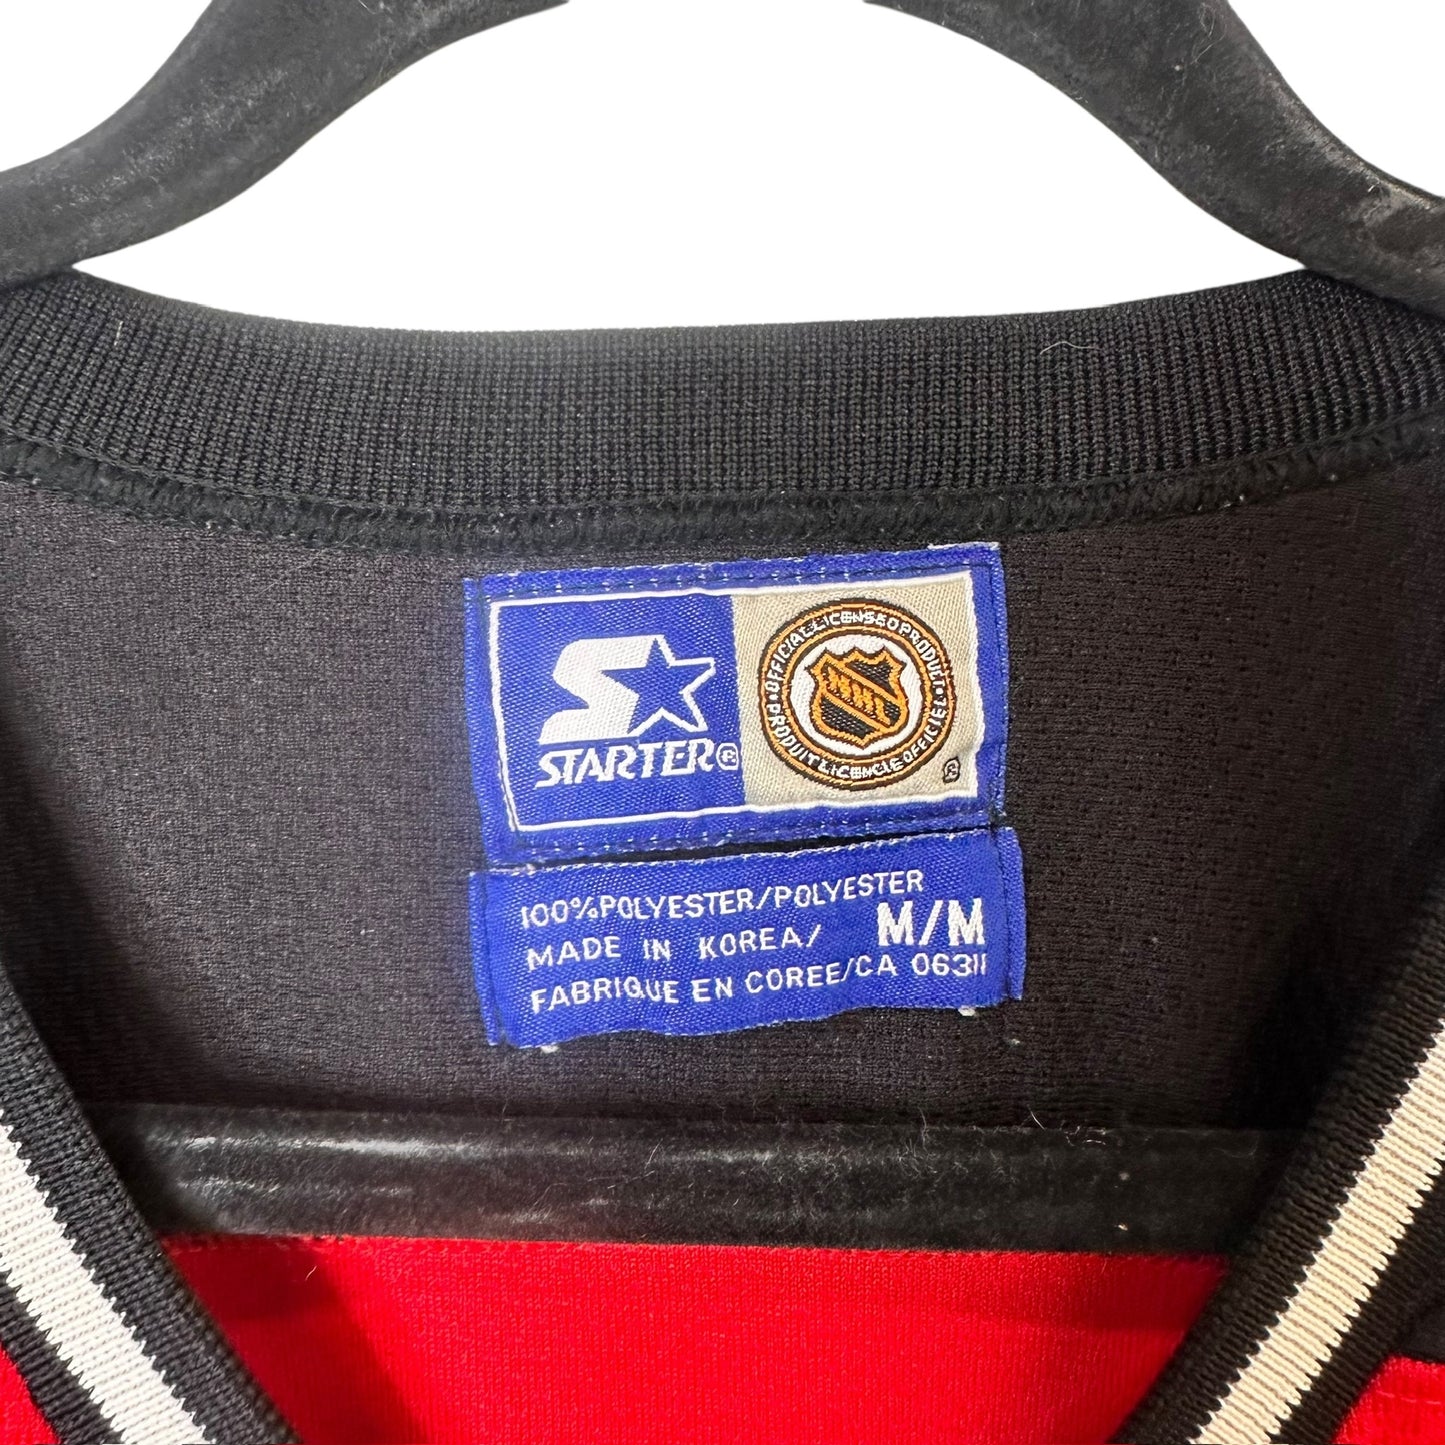 STARTER®
OFFICIAL LICENSED PRODUCT
NHL
PRODUIT LICENCIE OFFICIEL
®
100% POLYESTER/POLYESTER
MADE IN KOREA/ M/M
FABRIQUE EN COREE/CA 06311